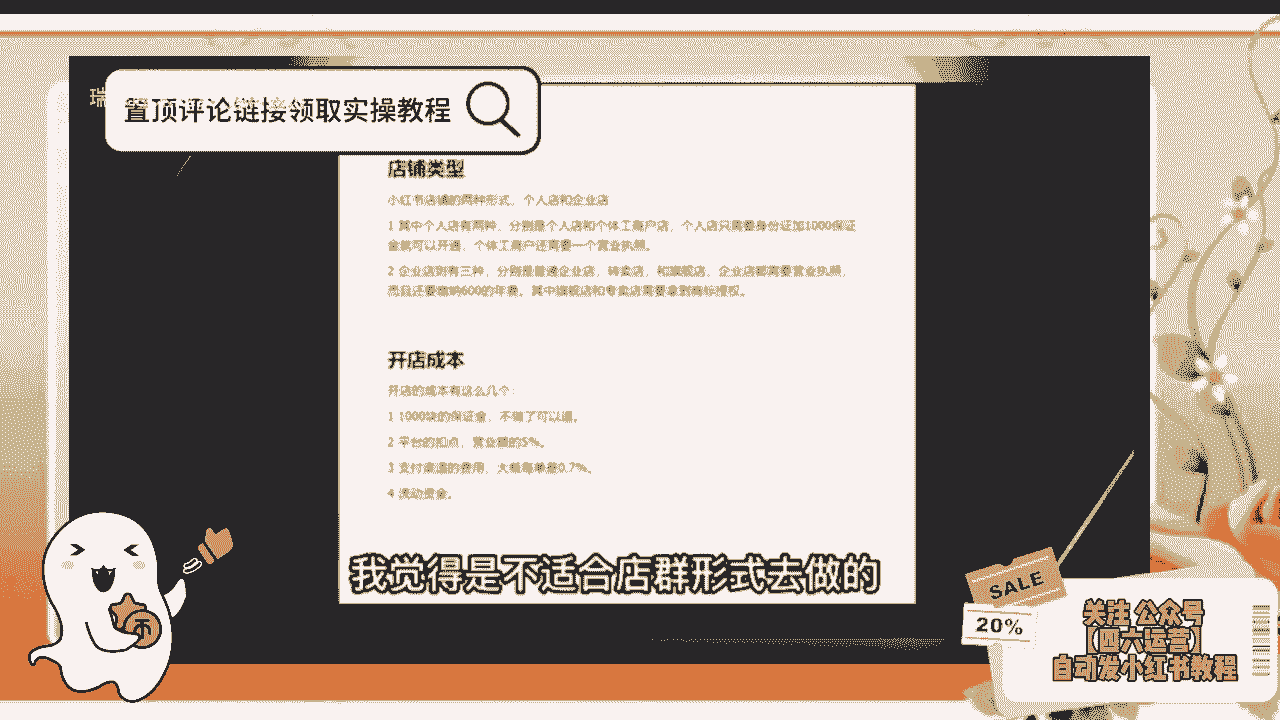 瑞
置顶评论链接领取实操教程
店铺类型
小红书店铺的两种形式，个人店和企业店
1 其中个人店有两种，分别是个人店和个体工商户店，个人店只需要身份证加1000保证
金就可以开通，个体工商户还需要一个营业执照。
2 企业店则有三种，分别是普通企业店，专卖店，和旗舰店，企业店都需要营业执照，
而且还要缴纳600的年费。其中旗舰店和专卖店需要拿到商标授权。
开店成本
开店的成本有这么几个：
1 1000块的保证金，不做了可以退。
2 平台的扣点，营业额的5%。
3 支付渠道的费用，大概每单是0.7%。
4 流动资金。
我觉得是不适合店群形式去做的
SALE
20%
关注 公众号
【四六运营】
自动发小红书教程